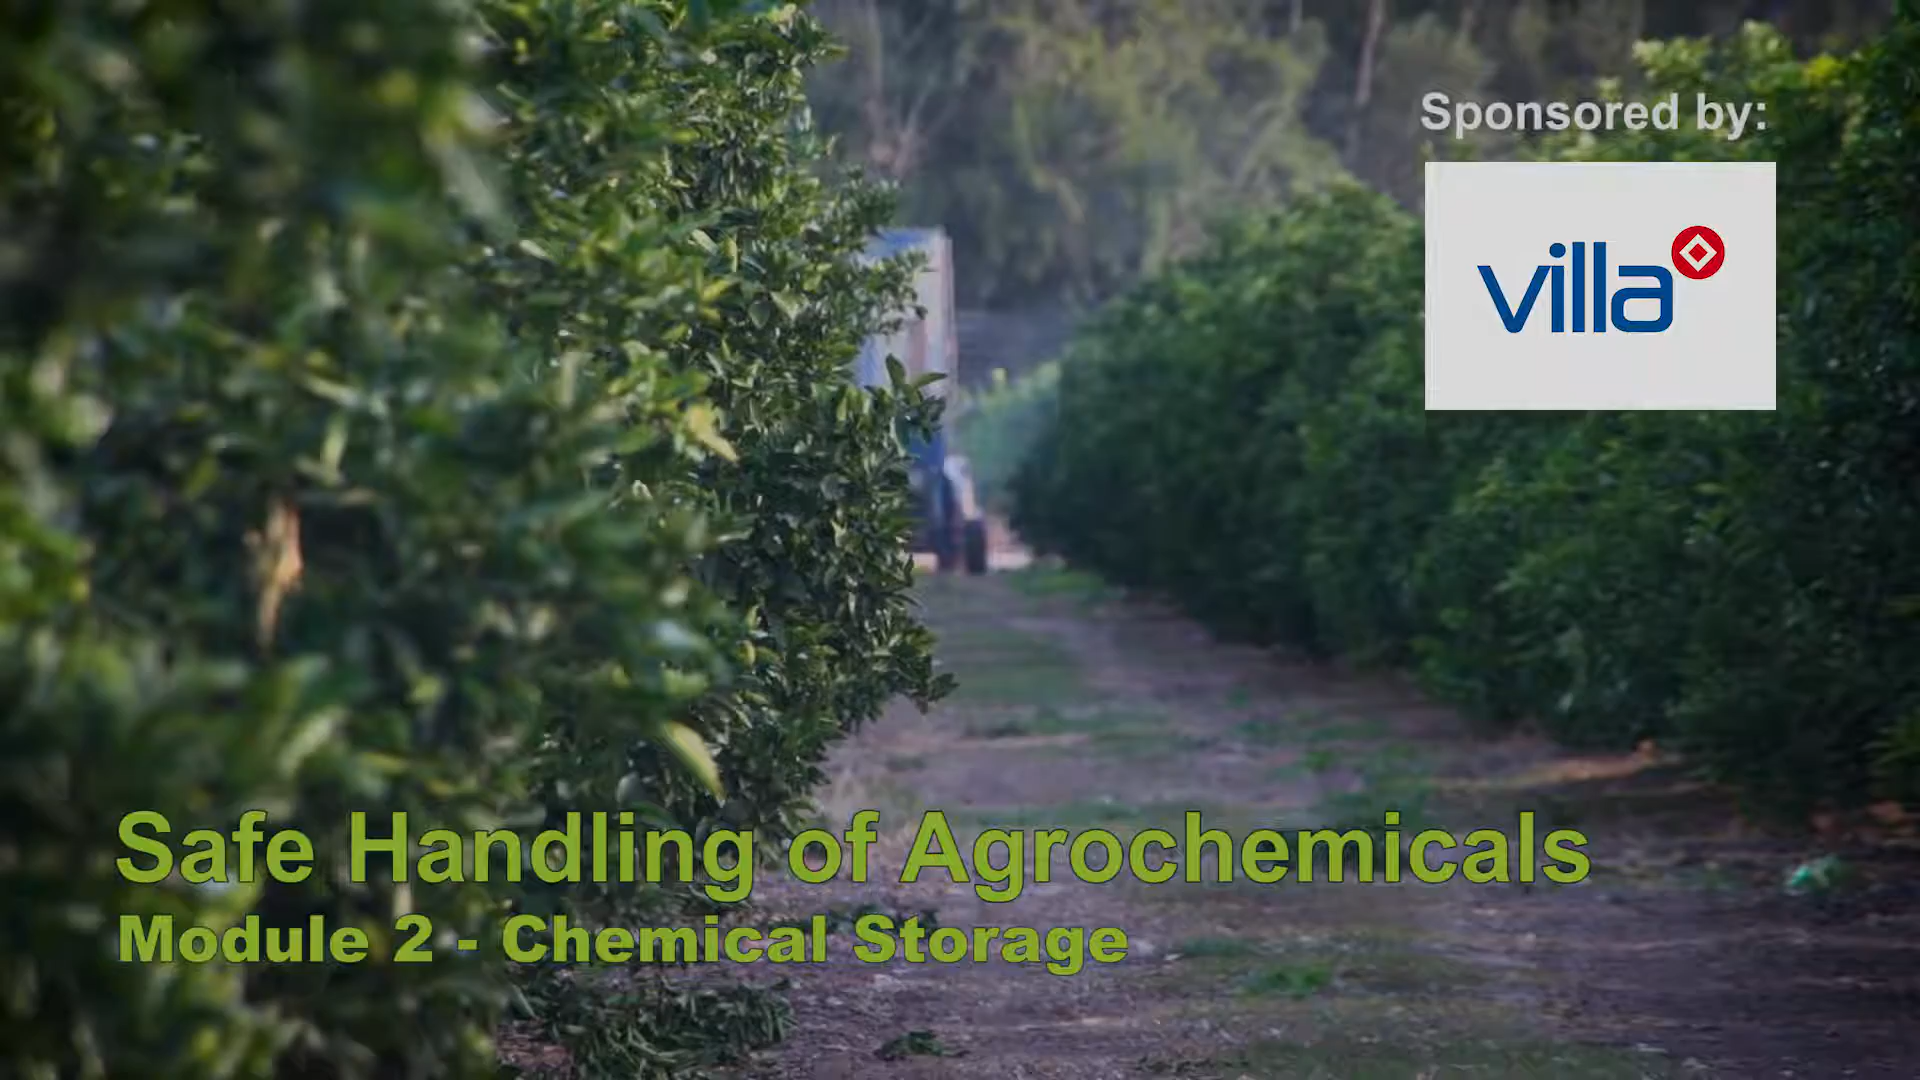 Sponsored by:
villa
Safe Handling of Agrochemicals
Module 2 - Chemical Storage